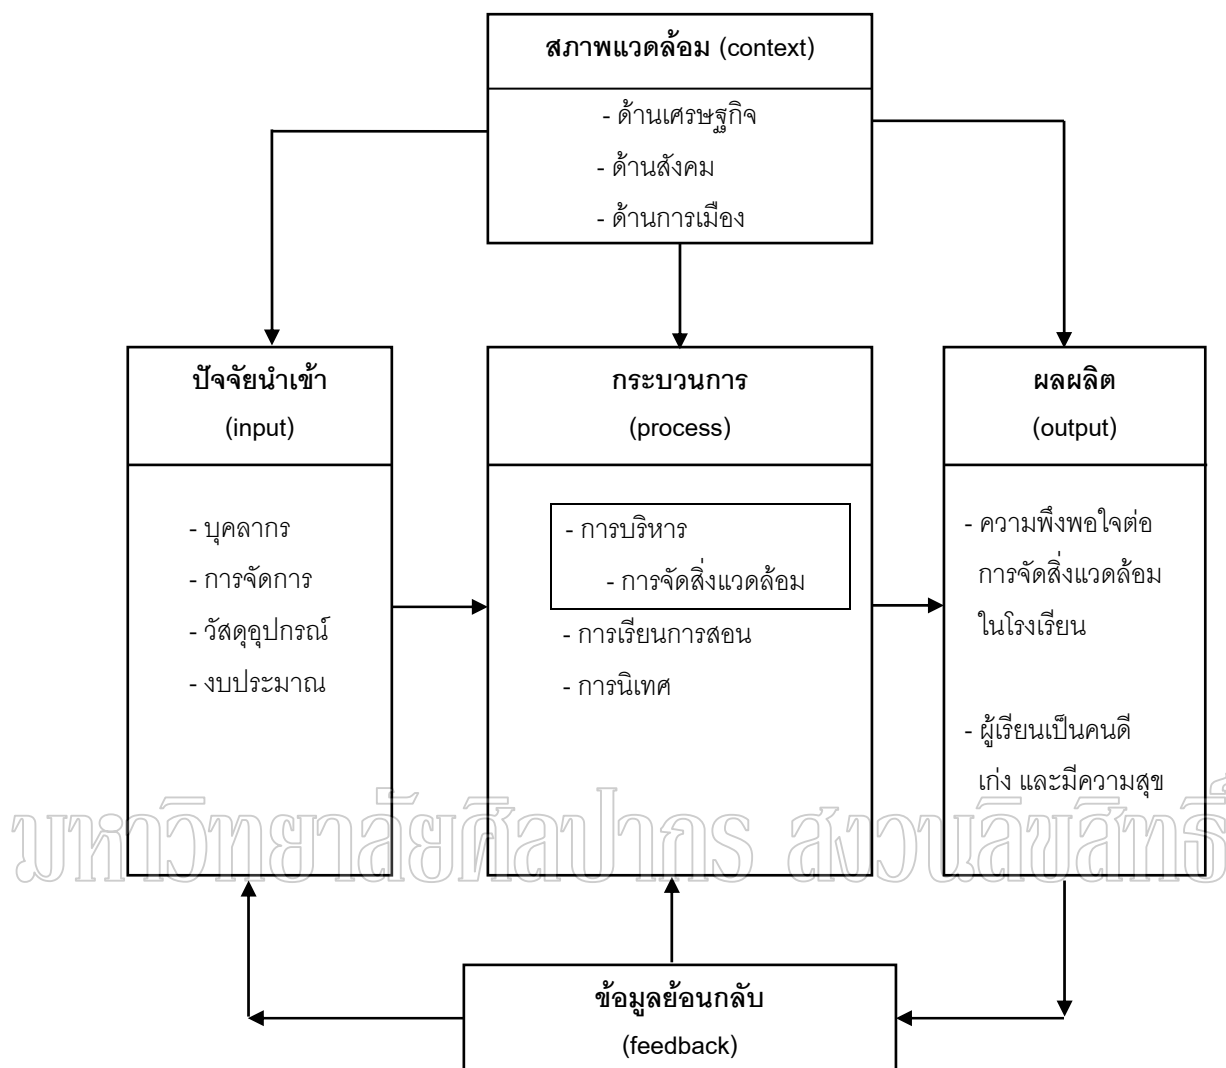 สภาพแวดล้อม (context)
- ด้านเศรษฐกิจ
- ด้านสังคม
- ด้านการเมือง
ปัจจัยนำเข้า
(input)
- บุคลากร
- การจัดการ
- วัสดุอุปกรณ์
- งบประมาณ
กระบวนการ
(process)
- การบริหาร
- การจัดสิ่งแวดล้อม
- การเรียนการสอน
- การนิเทศ
ผลผลิต
(output)
- ความพึงพอใจต่อ
การจัดสิ่งแวดล้อม
ในโรงเรียน
- ผู้เรียนเป็นคนดี
เก่ง และมีความสุข
มหาวิทยาลัยศิลปากร สงวนลิขสิทธิ์
ข้อมูลย้อนกลับ
(feedback)